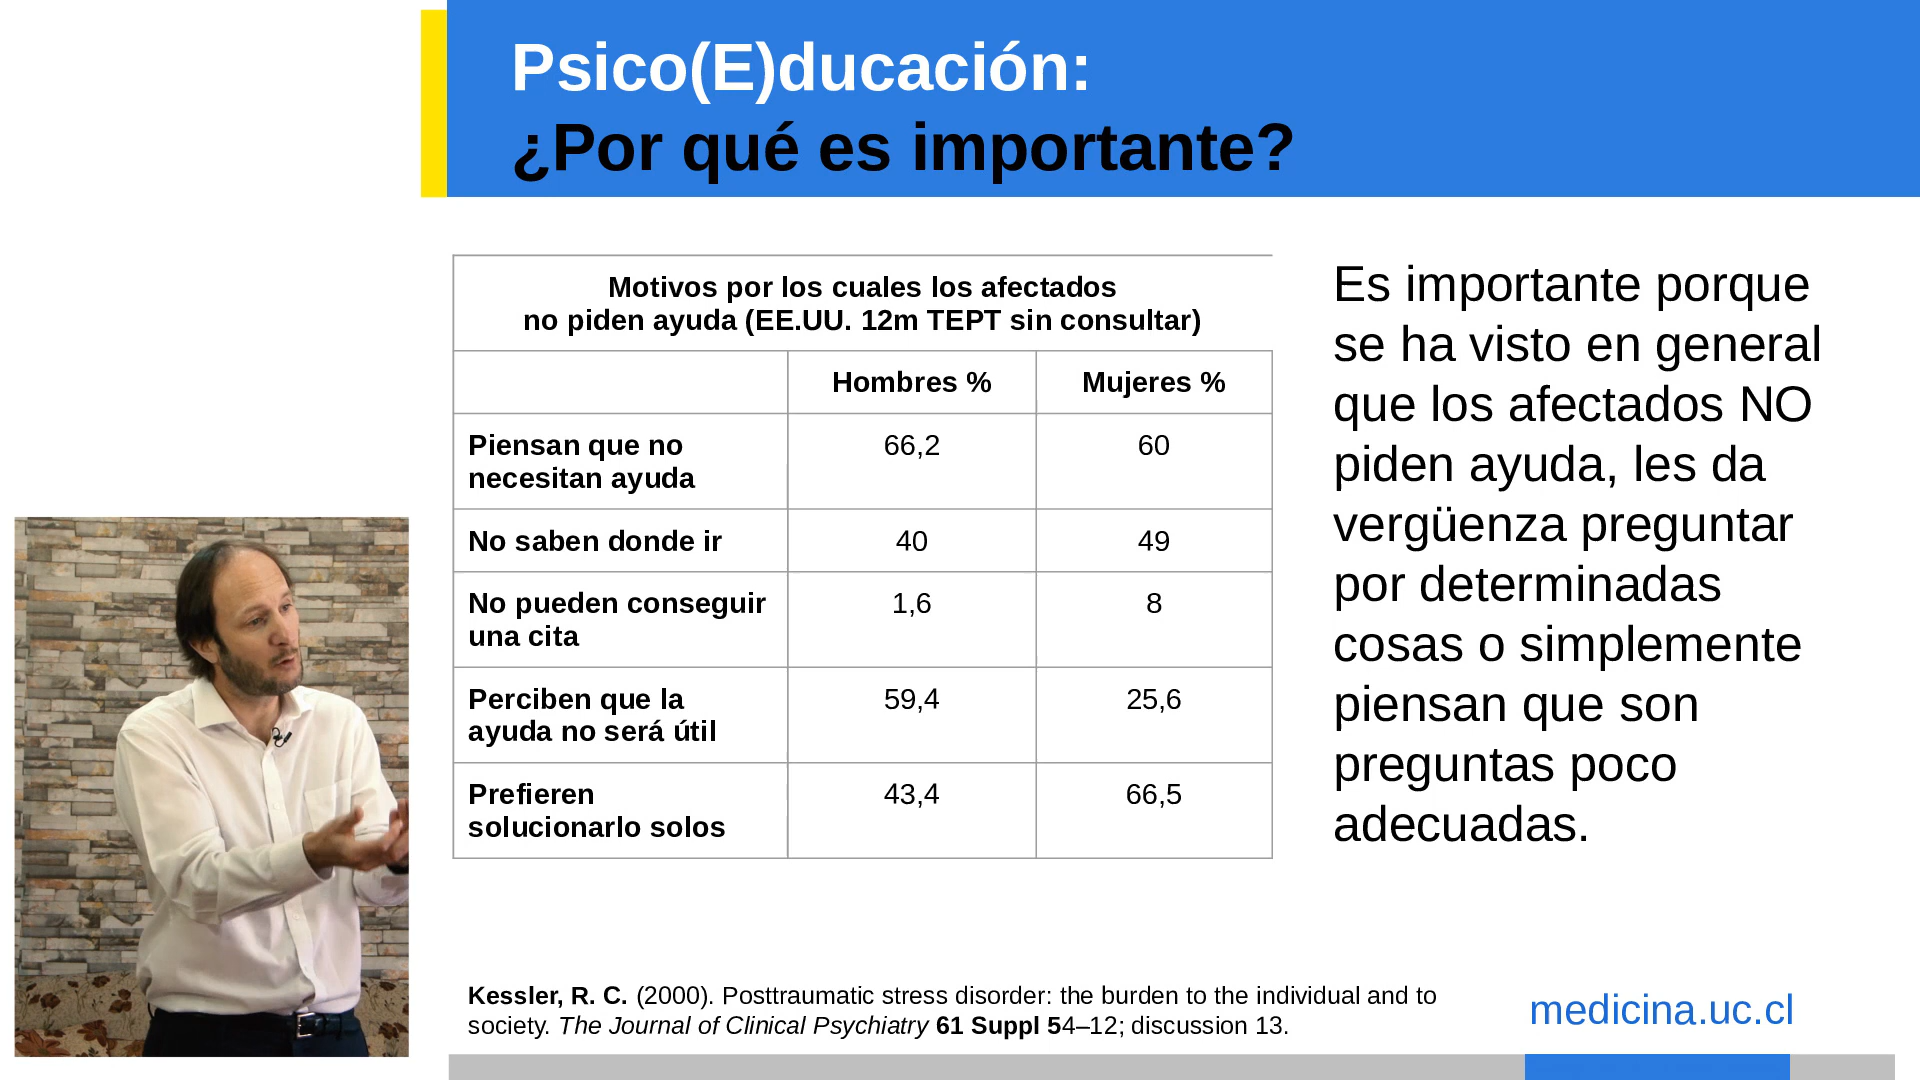 Psico(E)ducación:
¿Por qué es importante?
Motivos por los cuales los afectados
no piden ayuda (EE.UU. 12m TEPT sin consultar)
Hombres % Mujeres %
Piensan que no 66,2 60
necesitan ayuda
No saben donde ir 40 49
No pueden conseguir 1,6 8
una cita
Perciben que la 59,4 25,6
ayuda no será útil
Prefieren 43,4 66,5
solucionarlo solos
Es importante porque
se ha visto en general
que los afectados NO
piden ayuda, les da
vergüenza preguntar
por determinadas
cosas o simplemente
piensan que son
preguntas poco
adecuadas.
Kessler, R. C. (2000). Posttraumatic stress disorder: the burden to the individual and to
society. The Journal of Clinical Psychiatry 61 Suppl 54–12; discussion 13.
medicina.uc.cl